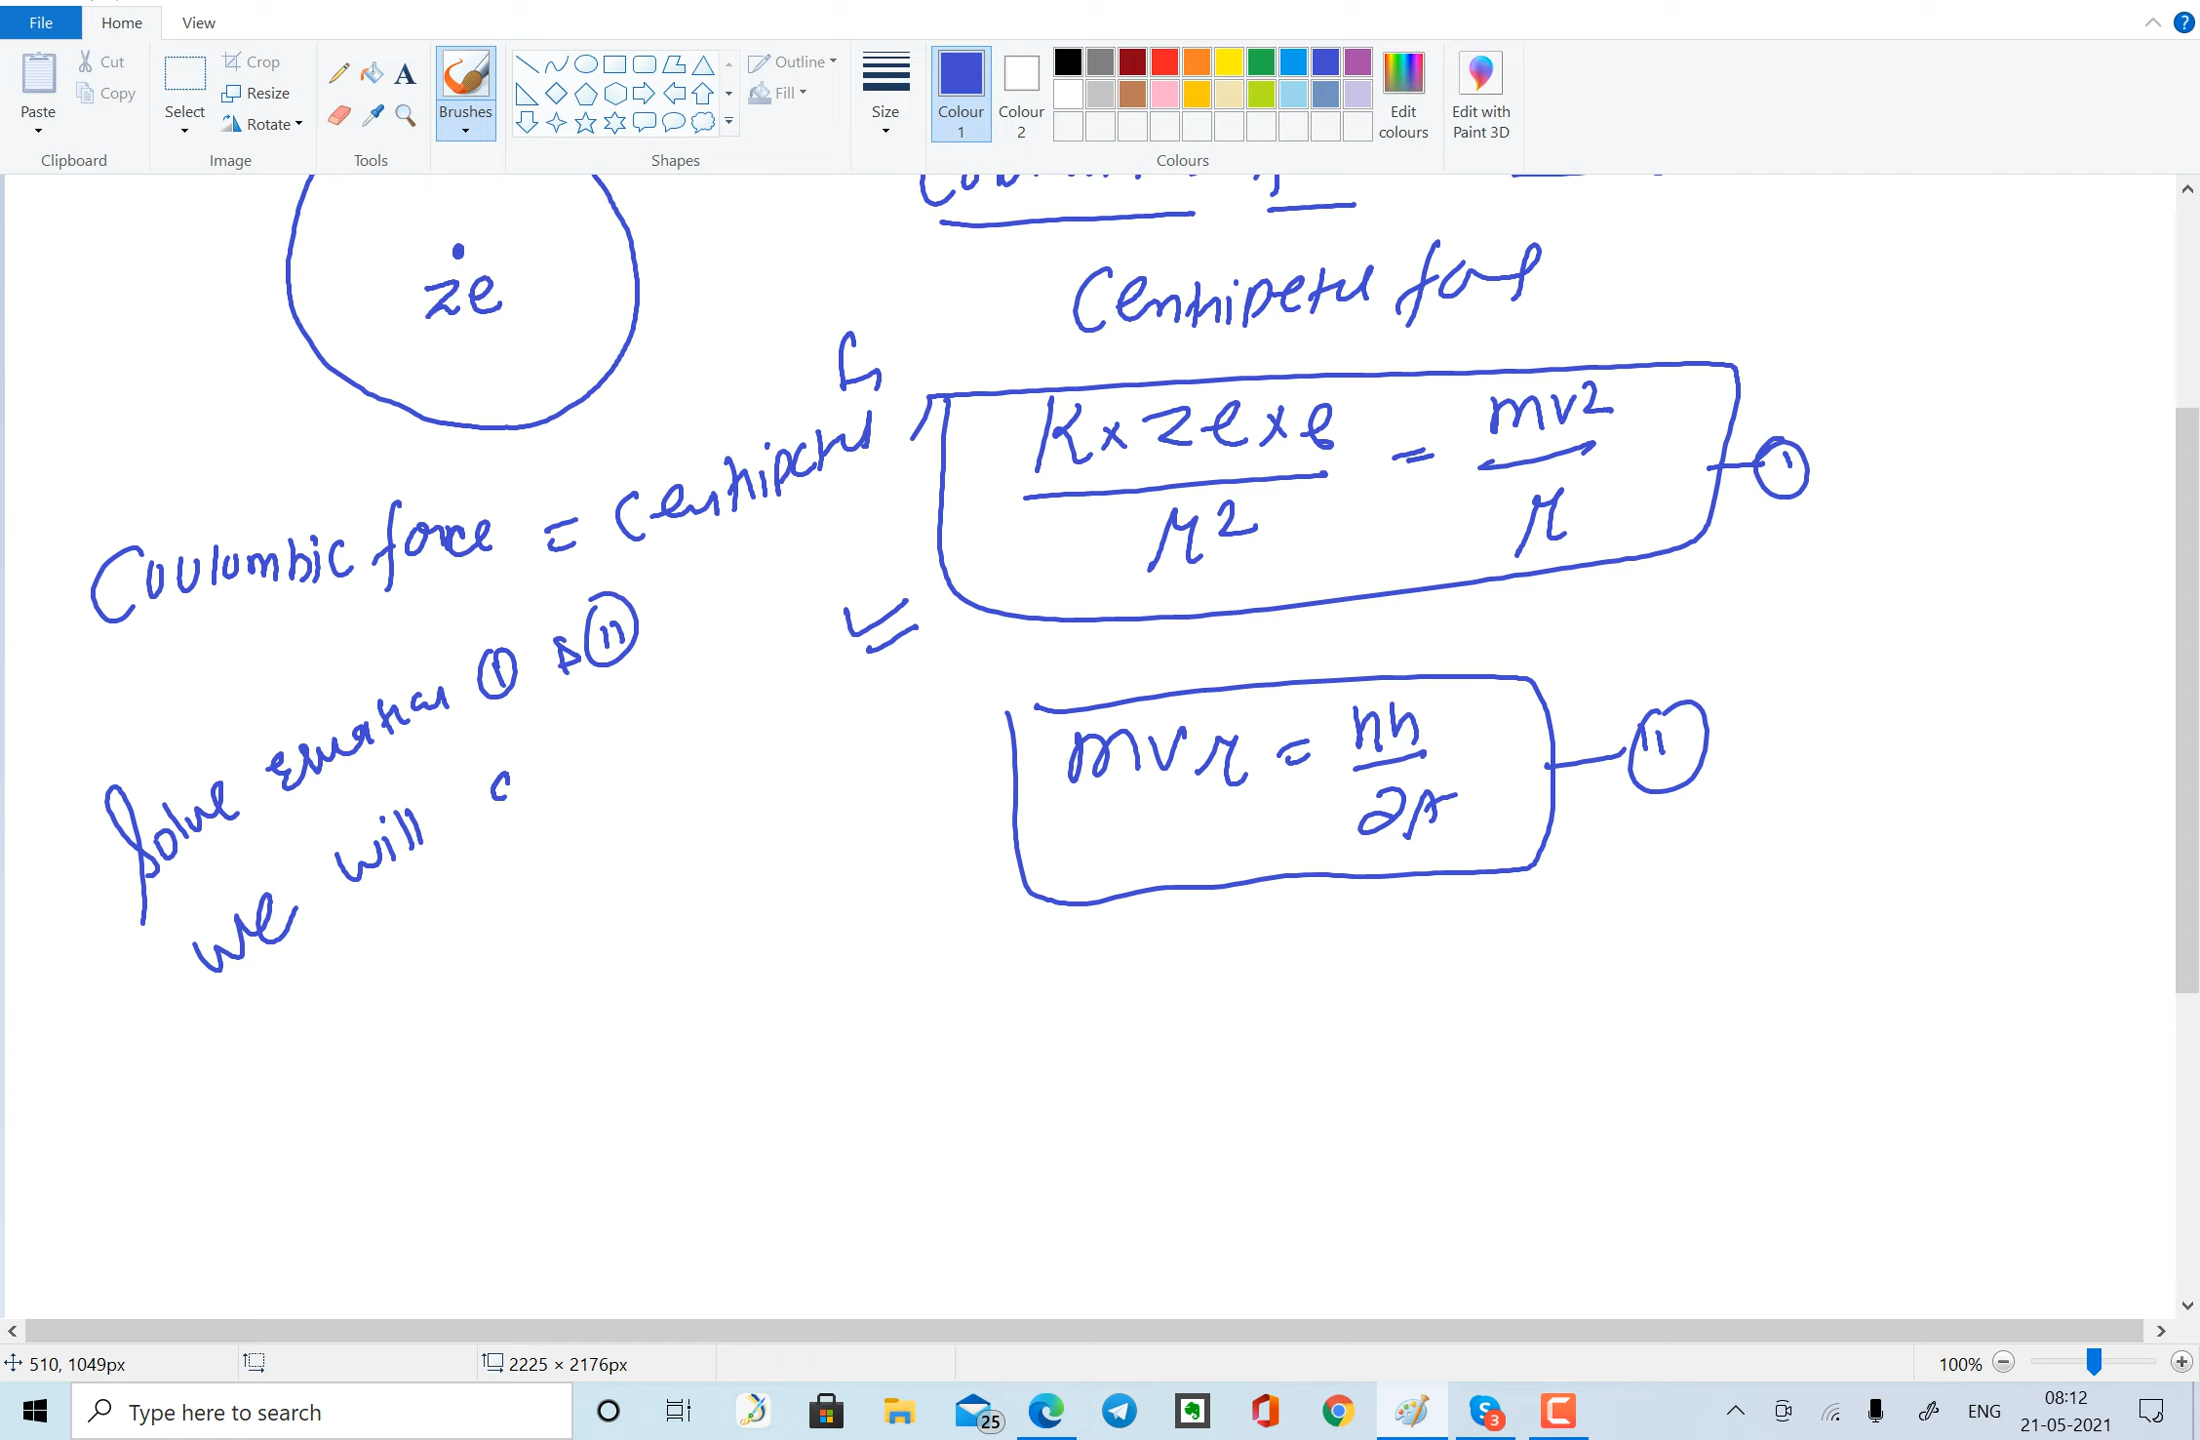 File Home View
Paste Cut Copy Select Crop Resize Rotate Brushes Outline Fill Size Colour 1 Colour 2 Edit colours Edit with Paint 3D
Clipboard Image Tools Shapes Colours
ze
Coulombic force = centripetal
Centripetal
K x ze x e / r2 = mv2 / r
1
Solve equation 1 & 11
we will
mvr = nh / 2π
11
510, 1049px 2225 × 2176px 100%
Type here to search 25 3 ENG 08:12
21-05-2021